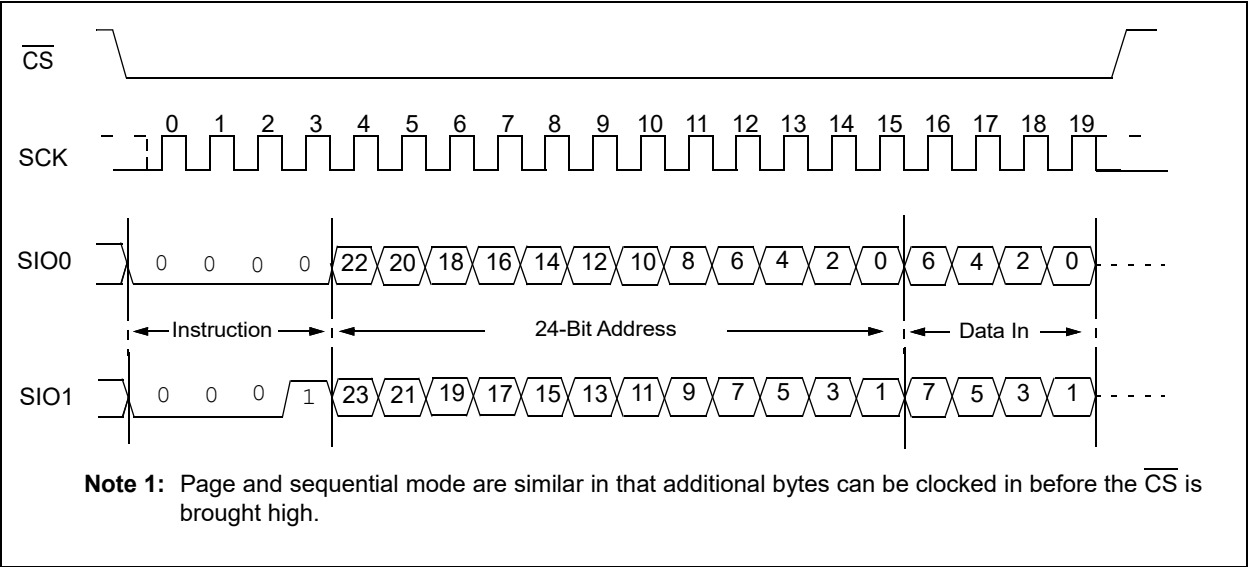 CS
0 1 2 3 4 5 6 7 8 9 10 11 12 13 14 15 16 17 18 19
SCK
SIO0 0 0 0 0 22 20 18 16 14 12 10 8 6 4 2 0 6 4 2 0
Instruction 24-Bit Address Data In
SIO1 0 0 0 1 23 21 19 17 15 13 11 9 7 5 3 1 7 5 3 1
Note 1: Page and sequential mode are similar in that additional bytes can be clocked in before the CS is
brought high.